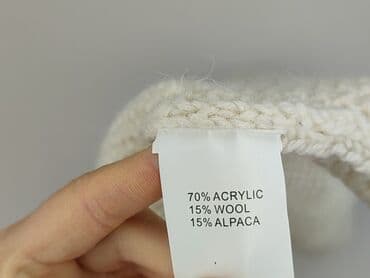 70% ACRYLIC
15% WOOL
15% ALPACA